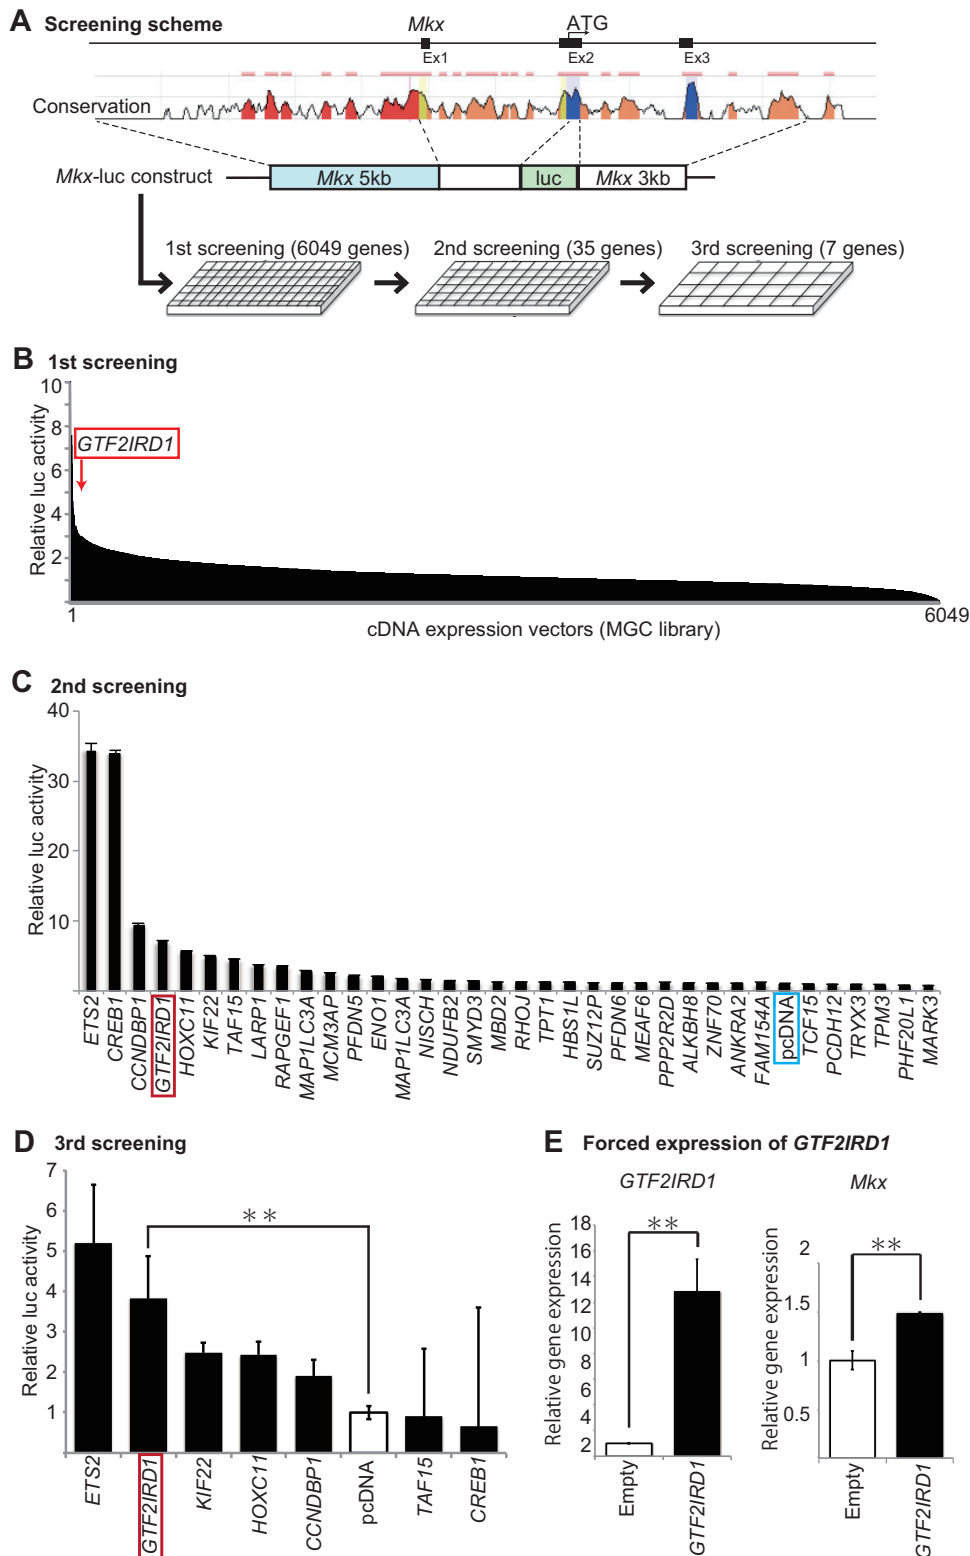 A Screening scheme
Mkx
ATG
Ex1
Ex2
Ex3
Conservation
Mkx-luc construct
Mkx 5kb
luc
Mkx 3kb
1st screening (6049 genes)
2nd screening (35 genes)
3rd screening (7 genes)
B 1st screening
Relative luc activity
10
8
6
4
2
GTF2IRD1
1
6049
cDNA expression vectors (MGC library)
C 2nd screening
Relative luc activity
40
30
20
10
ETS2
CREB1
CCNDBP1
GTF2IRD1
HOXC11
KIF22
TAF15
LARP1
RAPGEF1
MAP1LC3A
MCM3AP
PFDN5
ENO1
MAP1LC3A
NISCH
NDUFB2
SMYD3
MBD2
RHOJ
TPT1
HBS1L
SUZ12P
PFDN6
MEAF6
PPP2R2D
ALKBH8
ZNF70
ANKRA2
FAM154A
pcDNA
TCF15
PCDH12
TRYX3
TPM3
PHF20L1
MARK3
D 3rd screening
Relative luc activity
7
6
5
4
3
2
1
**
ETS2
GTF2IRD1
KIF22
HOXC11
CCNDBP1
pcDNA
TAF15
CREB1
E Forced expression of GTF2IRD1
GTF2IRD1
Relative gene expression
18
16
14
12
10
8
6
4
2
2
**
Empty
GTF2IRD1
Mkx
Relative gene expression
2
1.5
1
0.5
**
Empty
GTF2IRD1